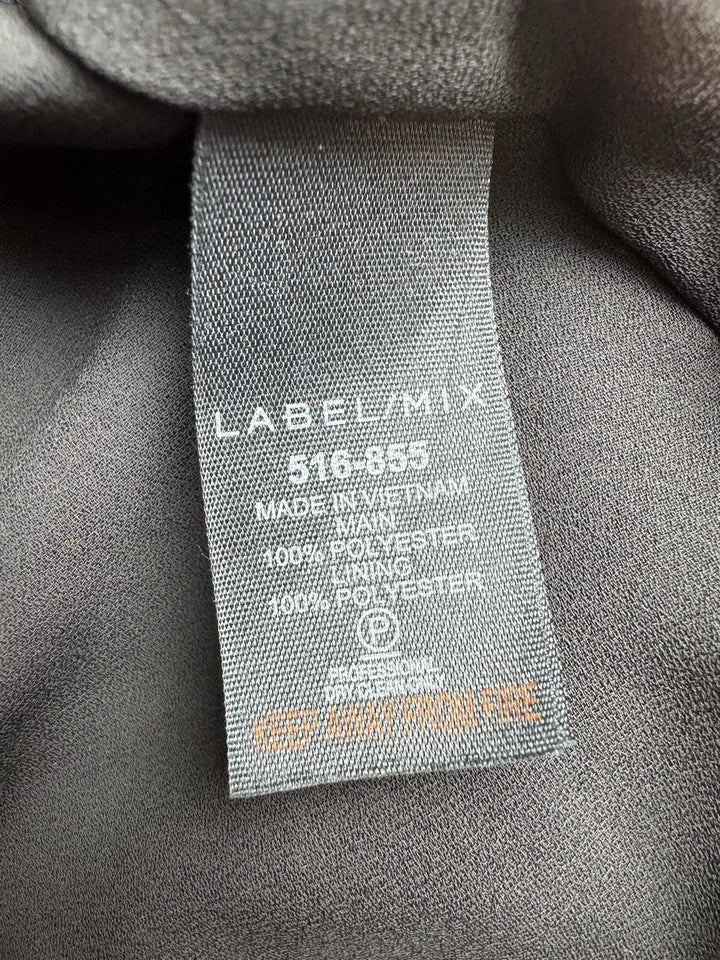 LABEL/MIX
516-855
MADE IN VIETNAM
MAIN
100% POLYESTER
LINING
100% POLYESTER
P
PROFESSIONAL
DRY CLEAN ONLY
KEEP AWAY FROM FIRE